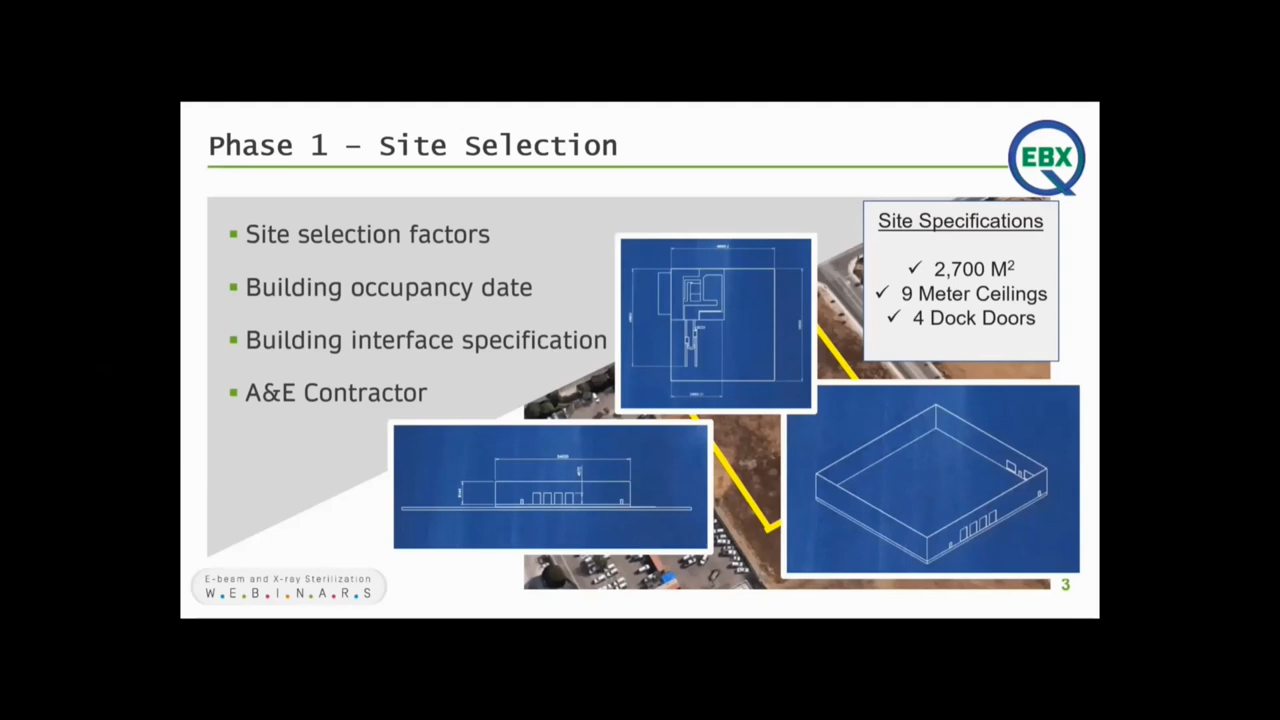 Phase 1 – Site Selection
EBX
▪ Site selection factors
▪ Building occupancy date
▪ Building interface specification
▪ A&E Contractor
Site Specifications
✓ 2,700 M²
✓ 9 Meter Ceilings
✓ 4 Dock Doors
E-beam and X-ray Sterilization
W.E.B.I.N.A.R.S
3